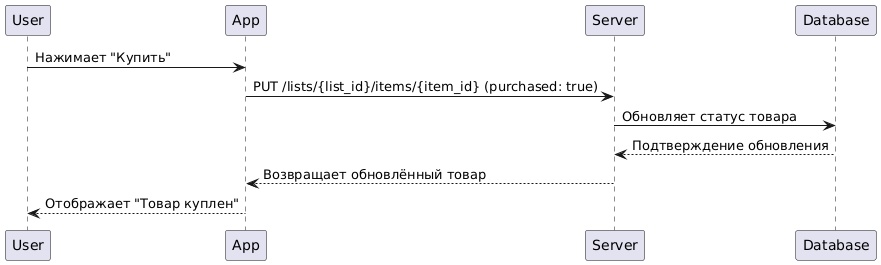 User
App
Server
Database
Нажимает "Купить"
PUT /lists/{list_id}/items/{item_id} (purchased: true)
Обновляет статус товара
Подтверждение обновления
Возвращает обновлённый товар
Отображает "Товар куплен"
User
App
Server
Database